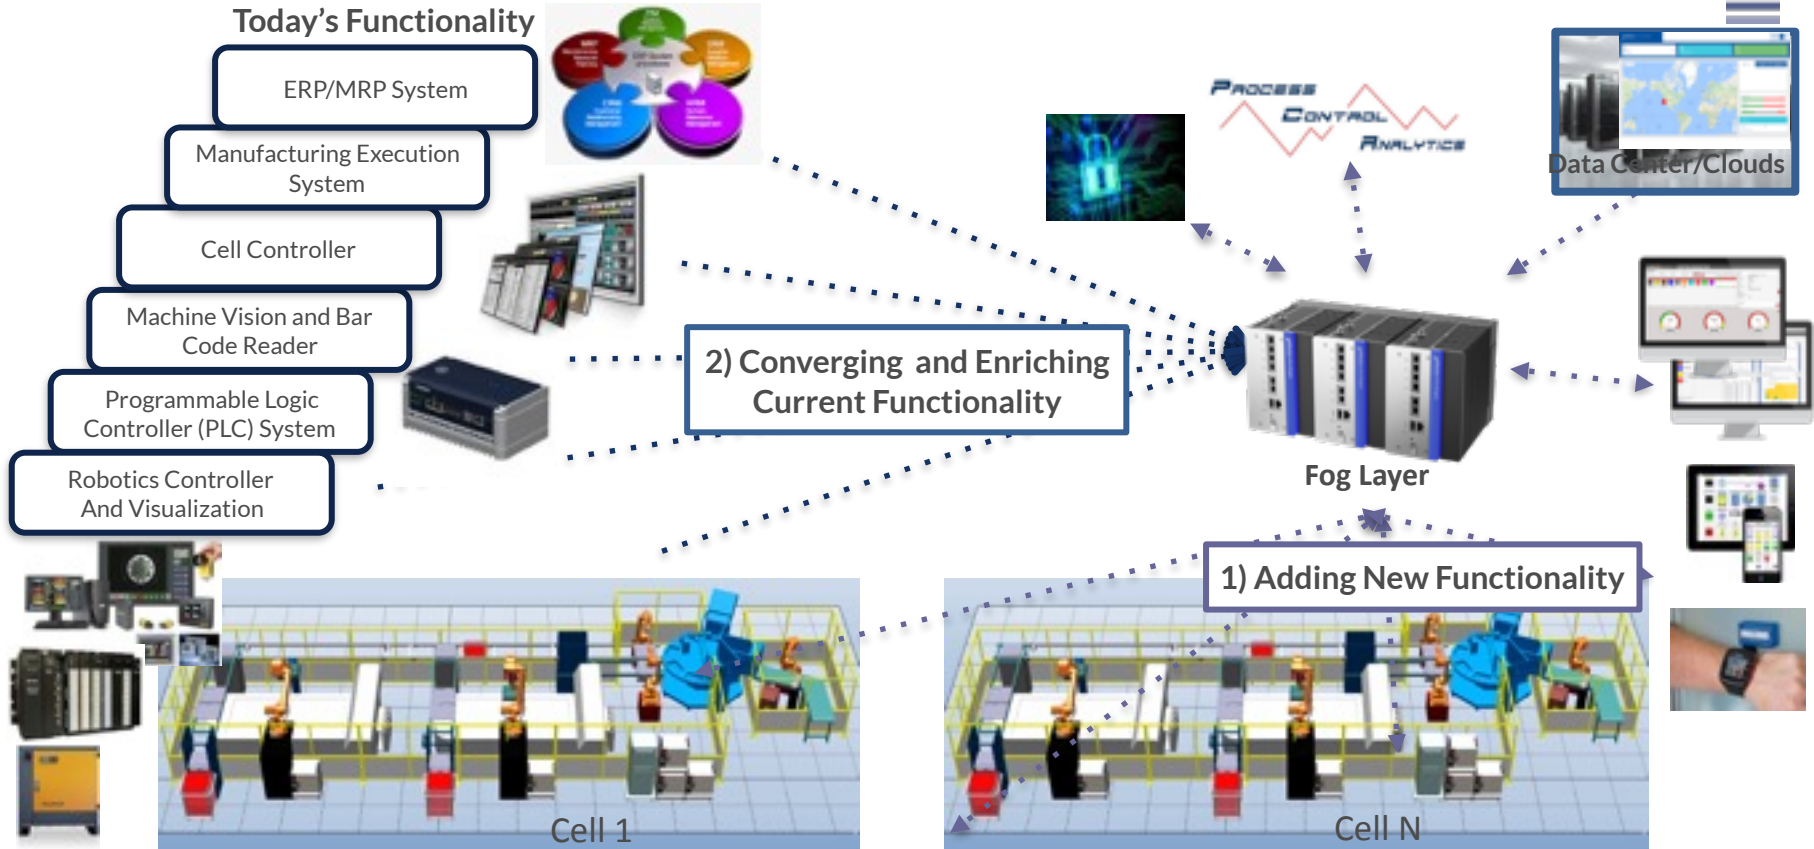 Today’s Functionality
ERP/MRP System
Manufacturing Execution
System
Cell Controller
Machine Vision and Bar
Code Reader
Programmable Logic
Controller (PLC) System
Robotics Controller
And Visualization
PROCESS
CONTROL
ANALYTICS
Data Center/Clouds
2) Converging and Enriching
Current Functionality
Fog Layer
1) Adding New Functionality
Cell 1
Cell N